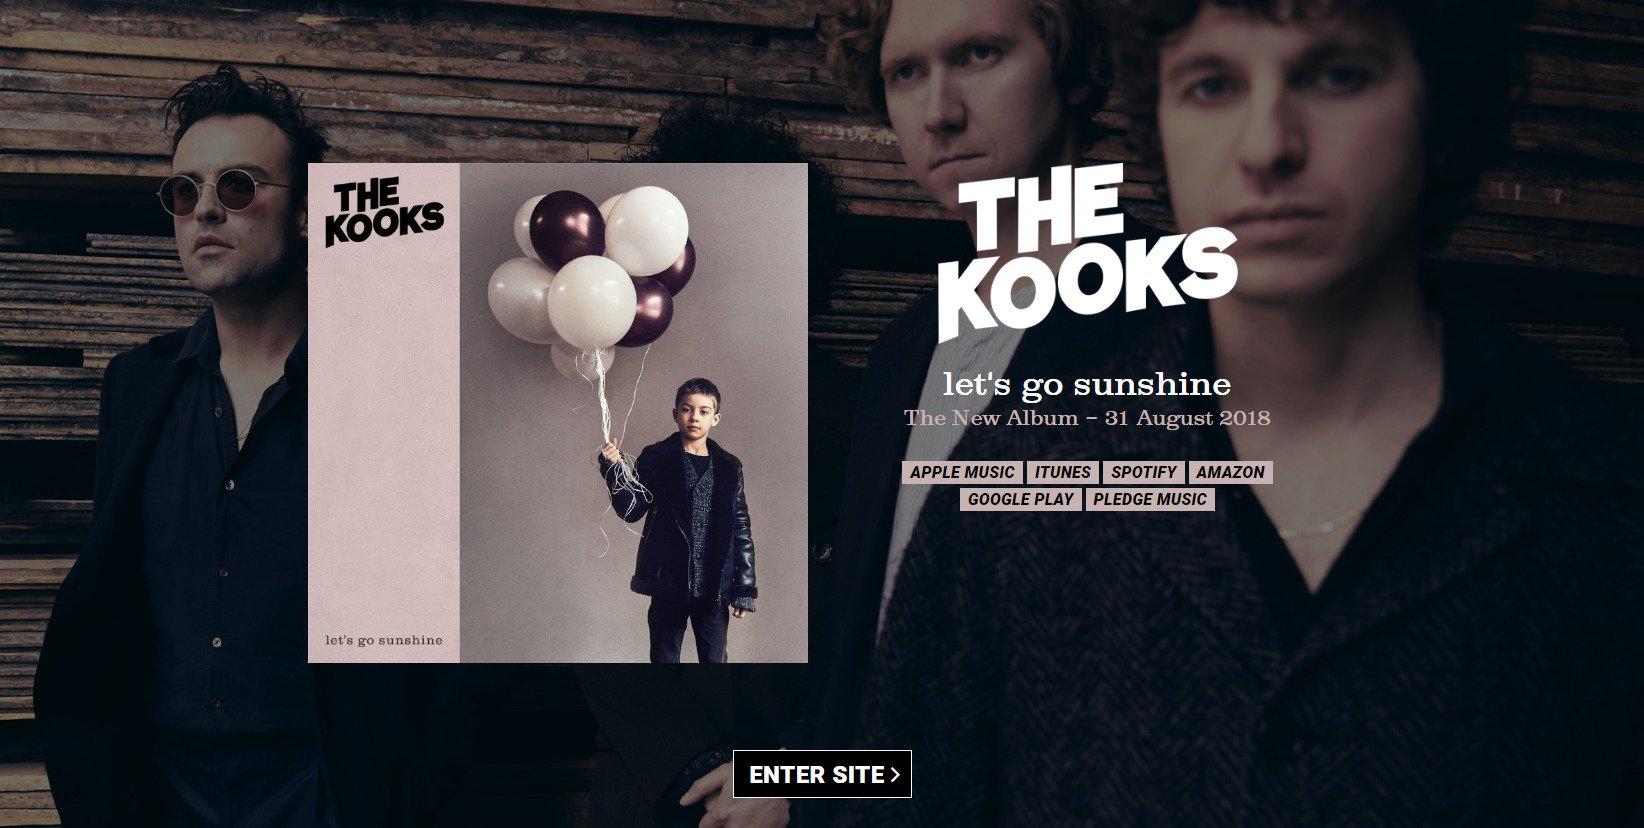 THE
KOOKS
let's go sunshine
THE
KOOKS
let's go sunshine
The New Album – 31 August 2018
APPLE MUSIC ITUNES SPOTIFY AMAZON
GOOGLE PLAY PLEDGE MUSIC
ENTER SITE >